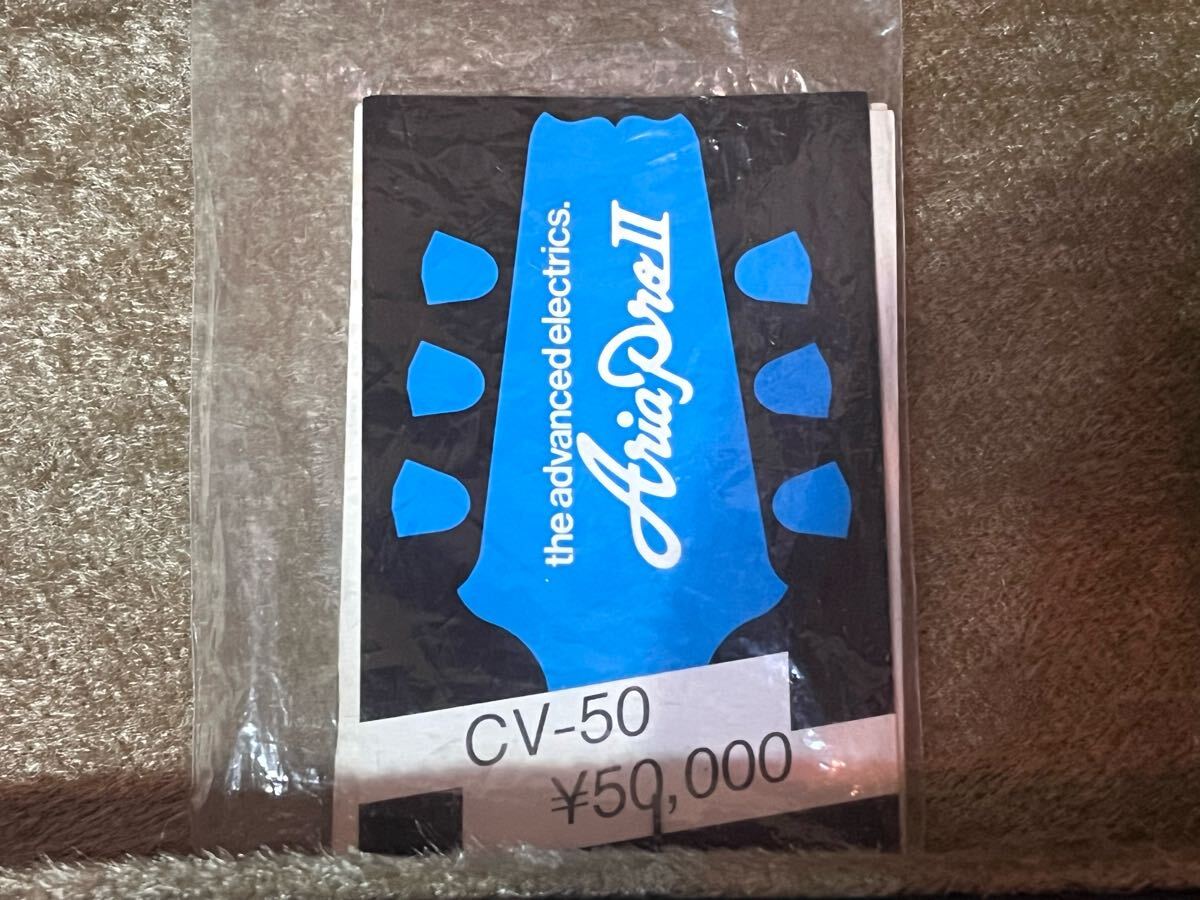 the advanced electrics.
Aria Pro II
CV-50
¥50,000